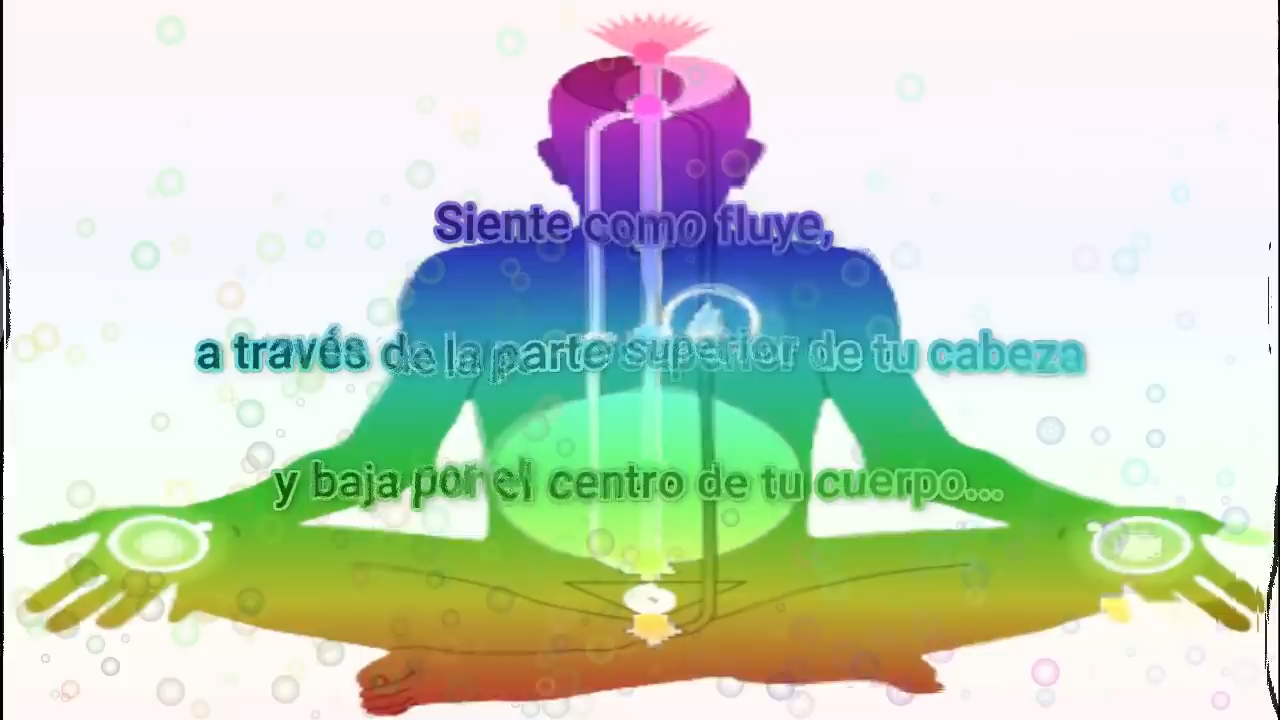 Siente como fluye,
a través de la parte superior de tu cabeza
y baja por el centro de tu cuerpo...